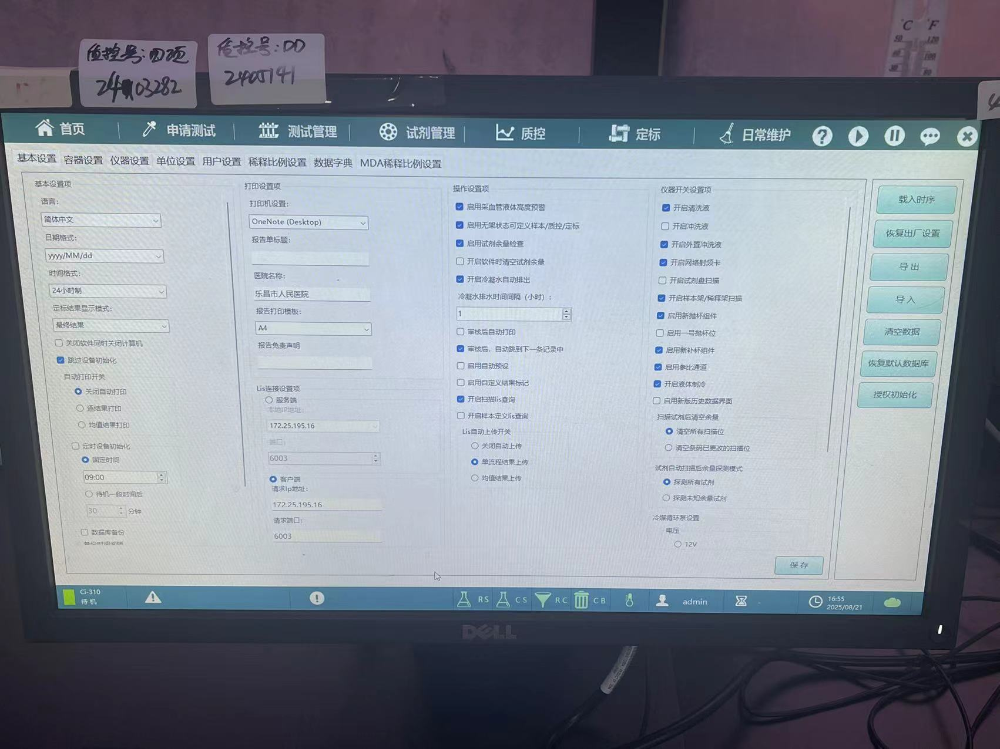 质控号:四项
2403282
质控号:DD
2405141
°C °F
50 120
100
80
首页 申请测试 测试管理 试剂管理 质控 定标 日常维护
基本设置 容器设置 仪器设置 单位设置 用户设置 稀释比例设置 数据字典 MDA稀释比例设置
基本设置项
语言:
简体中文
日期格式:
yyyy/MM/dd
时间格式:
24小时制
定标结果显示模式:
最终结果
关闭软件同时关闭计算机
跳过设备初始化
自动打印开关
关闭自动打印
逐结果打印
均值结果打印
定时设备初始化
固定时间
09:00
待机一段时间后
30 分钟
数据库备份
备份时间间隔
打印设置项
打印机设置:
OneNote (Desktop)
报告单标题:
医院名称:
乐昌市人民医院
报告打印模板:
A4
报告免责声明
Lis连接设置项
服务端
本地IP地址:
172.25.195.16
端口:
6003
客户端
请求Ip地址:
172.25.195.16
请求端口:
6003
操作设置项
启用采血管液体高度预警
启用无架状态可定义样本/质控/定标
启用试剂余量检查
开启软件时清空试剂余量
开启冷凝水自动排出
冷凝水排水时间间隔（小时）:
1
审核后自动打印
审核后，自动跳到下一条记录中
启用自动预设
启用自定义结果标记
开启扫描lis查询
开启样本定义lis查询
Lis自动上传开关
关闭自动上传
单流程结果上传
均值结果上传
仪器开关设置项
开启清洗液
开启冲洗液
开启外置冲洗液
开启网络射频卡
开启试剂盘扫描
开启样本架/稀释架扫描
启用新抛杯组件
启用一号抛杯位
启用新补杯组件
启用参比通道
开启液体制冷
启用新版历史数据界面
扫描试剂后清空余量
清空所有扫描位
清空条码已更改的扫描位
试剂自动扫描后余量探测模式
探测所有试剂
探测未知余量试剂
冷媒循环泵设置
电压
12V
保存
载入时序
恢复出厂设置
导出
导入
清空数据
恢复默认数据库
授权初始化
Ci-310
待机
RS CS RC CB admin - 16:55
2025/08/21
DELL